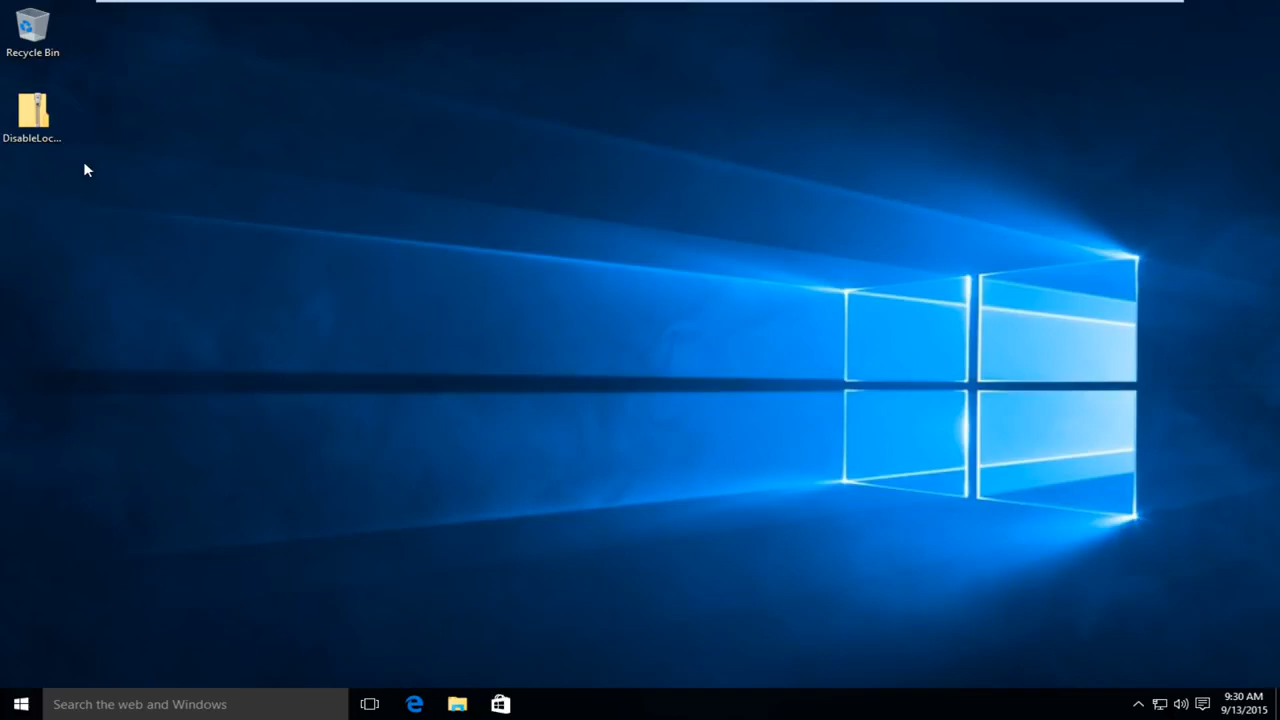 Recycle Bin
DisableLoc...
Search the web and Windows
9:30 AM
9/13/2015